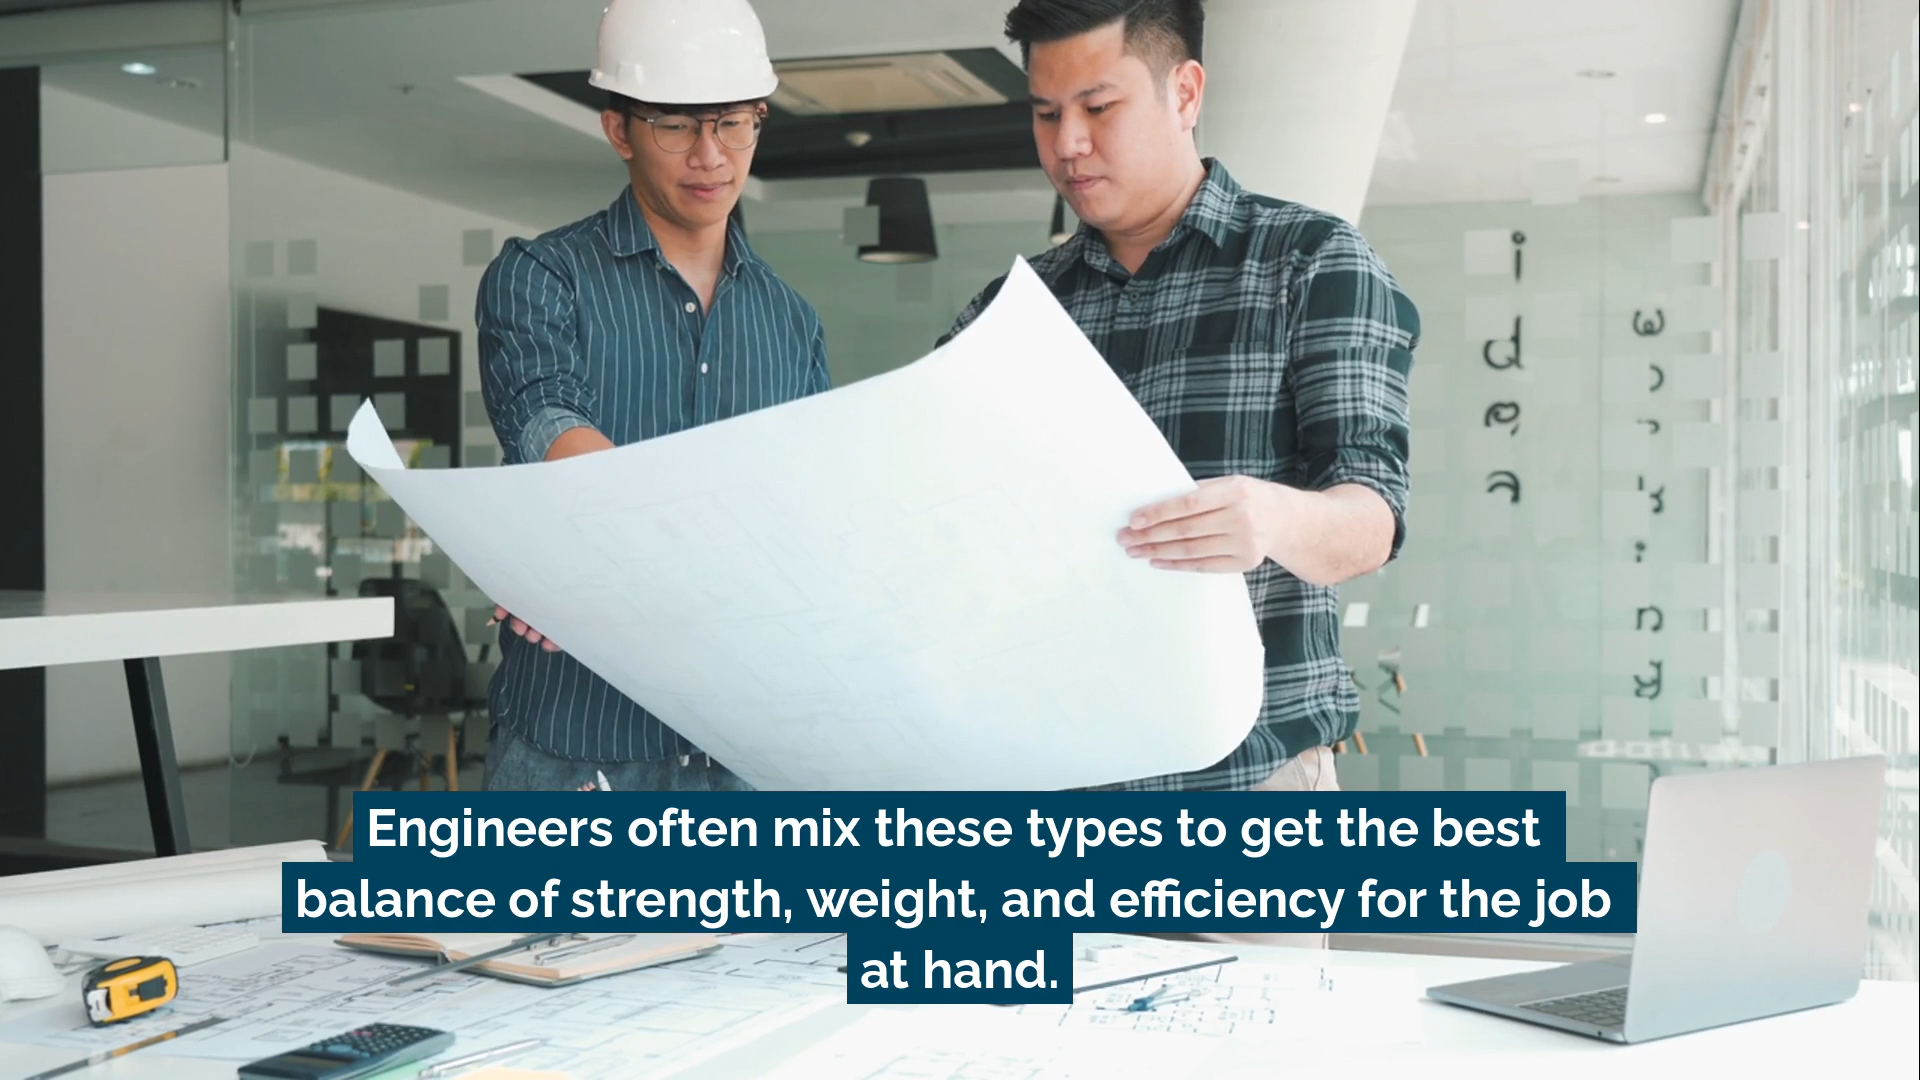 Engineers often mix these types to get the best
balance of strength, weight, and efficiency for the job
at hand.